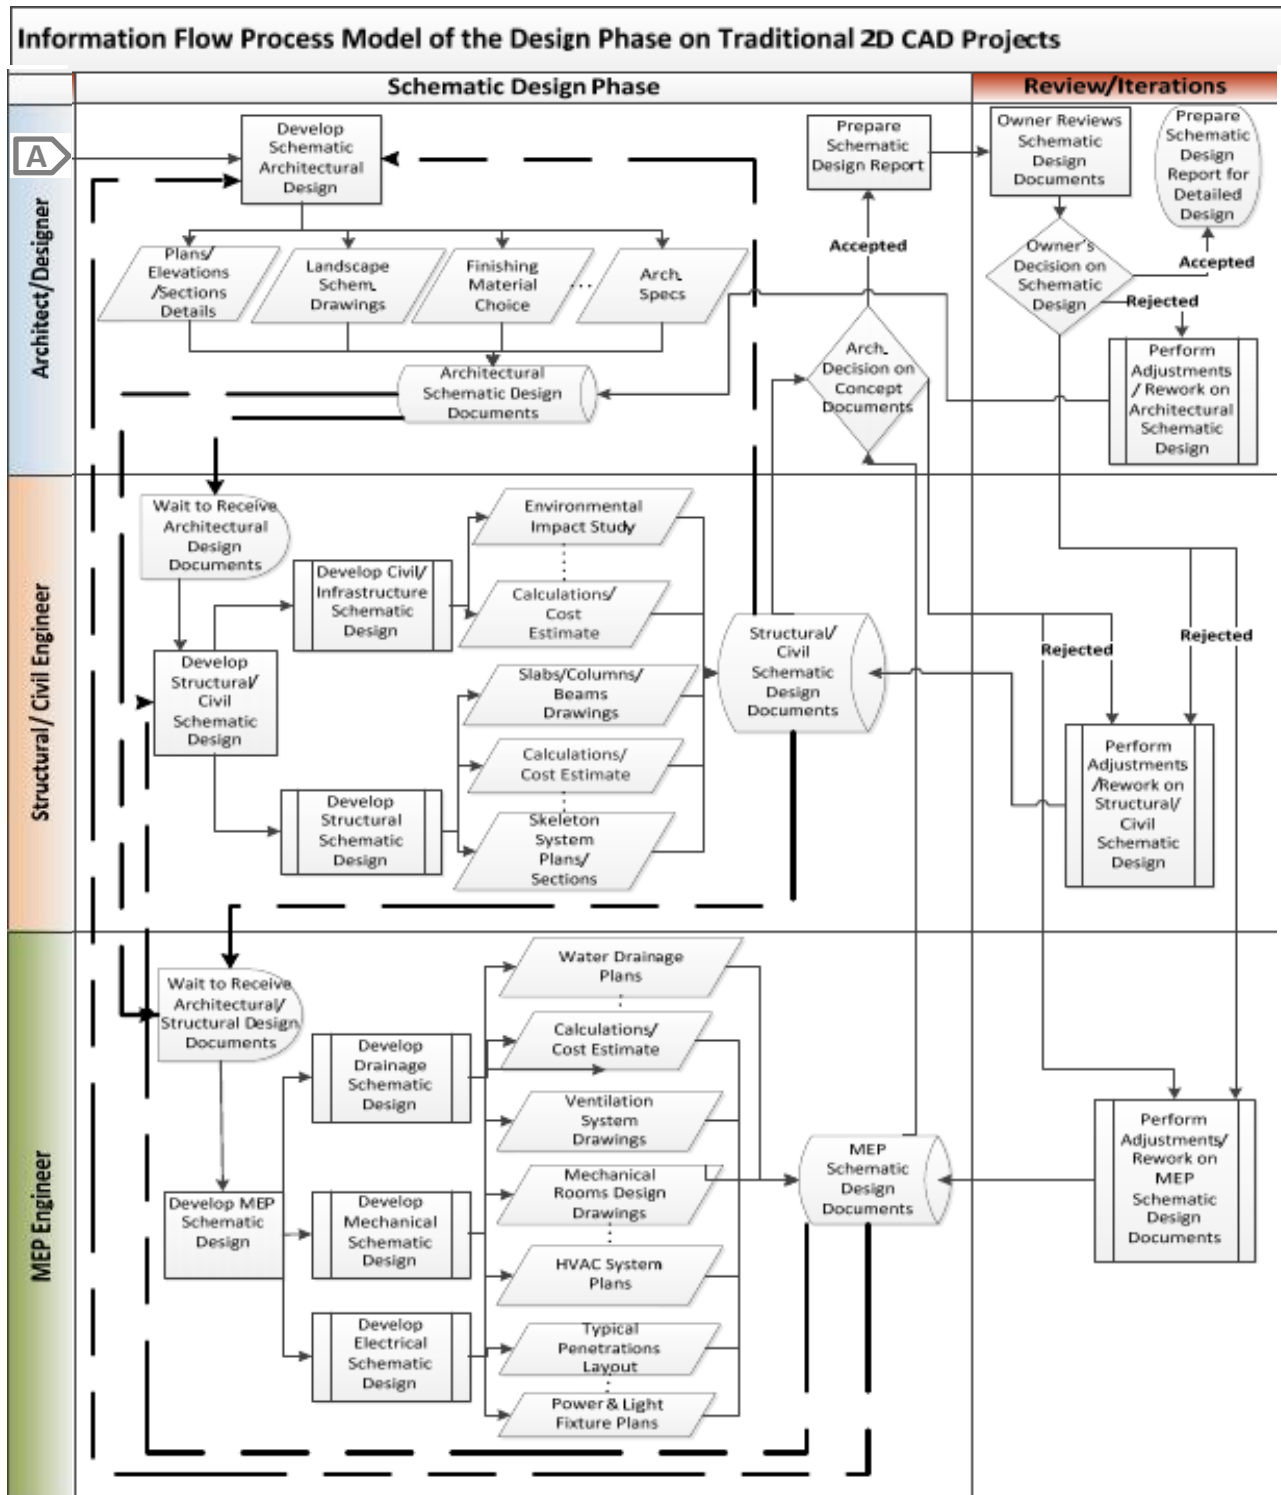 Information Flow Process Model of the Design Phase on Traditional 2D CAD Projects
Schematic Design Phase
Review/Iterations
Architect/Designer
A
Develop
Schematic
Architectural
Design
Prepare
Schematic
Design Report
Owner Reviews
Schematic
Design
Documents
Prepare
Schematic
Design
Report for
Detailed
Design
Plans/
Elevations
/Sections
Details
Landscape
Schem.
Drawings
Finishing
Material
Choice
...
Arch.
Specs
Accepted
Owner's
Decision on
Schematic
Design
Accepted
Rejected
Architectural
Schematic Design
Documents
Arch.
Decision on
Concept
Documents
Perform
Adjustments
/ Rework on
Architectural
Schematic
Design
Structural/ Civil Engineer
Wait to Receive
Architectural
Design
Documents
Develop Civil/
Infrastructure
Schematic
Design
Environmental
Impact Study
Calculations/
Cost
Estimate
Develop
Structural/
Civil
Schematic
Design
Slabs/Columns/
Beams
Drawings
Structural/
Civil
Schematic
Design
Documents
Rejected
Rejected
Calculations/
Cost Estimate
Develop
Structural
Schematic
Design
Skeleton
System
Plans/
Sections
Perform
Adjustments
/Rework on
Structural/
Civil
Schematic
Design
MEP Engineer
Wait to Receive
Architectural/
Structural Design
Documents
Water Drainage
Plans
Develop
Drainage
Schematic
Design
Calculations/
Cost Estimate
Ventilation
System
Drawings
Develop MEP
Schematic
Design
Develop
Mechanical
Schematic
Design
Mechanical
Rooms Design
Drawings
HVAC System
Plans
MEP
Schematic
Design
Documents
Perform
Adjustments/
Rework on
MEP
Schematic
Design
Documents
Develop
Electrical
Schematic
Design
Typical
Penetrations
Layout
Power & Light
Fixture Plans